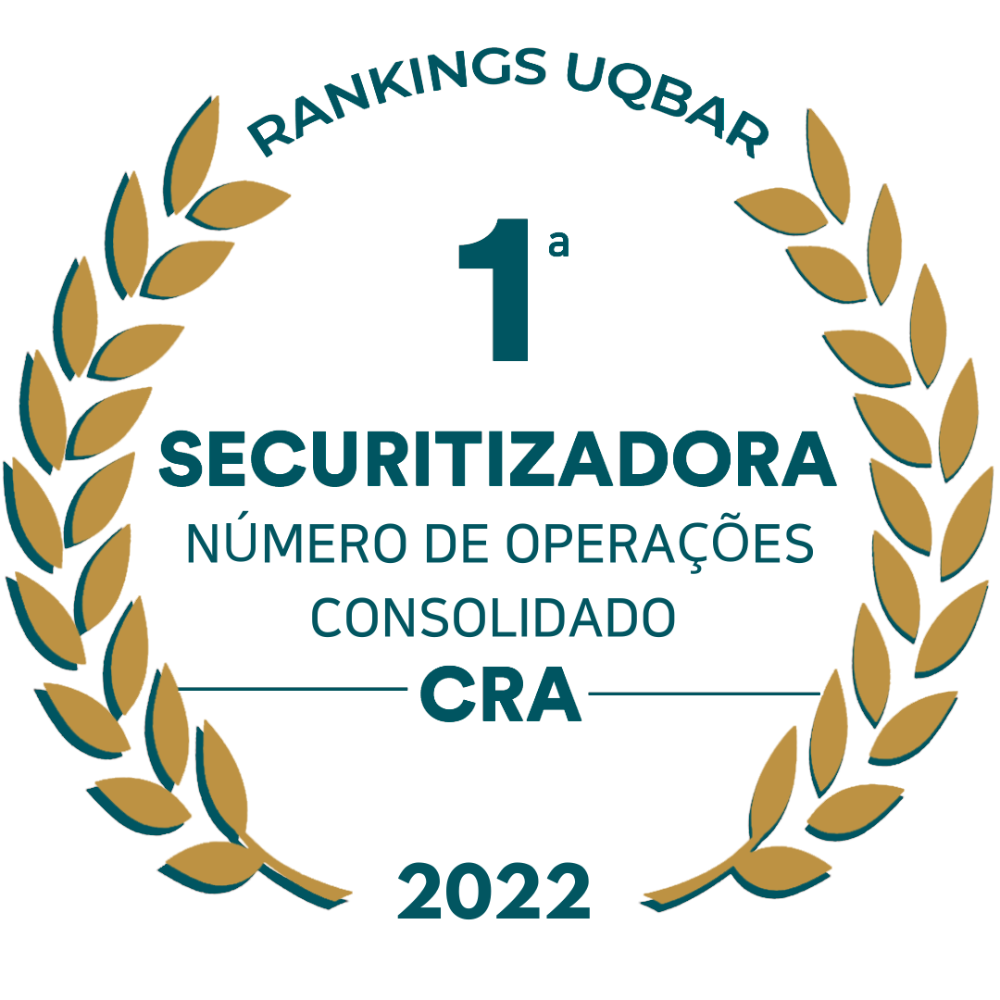 RANKINGS UQBAR
1ª
SECURITIZADORA
NÚMERO DE OPERAÇÕES
CONSOLIDADO
CRA
2022